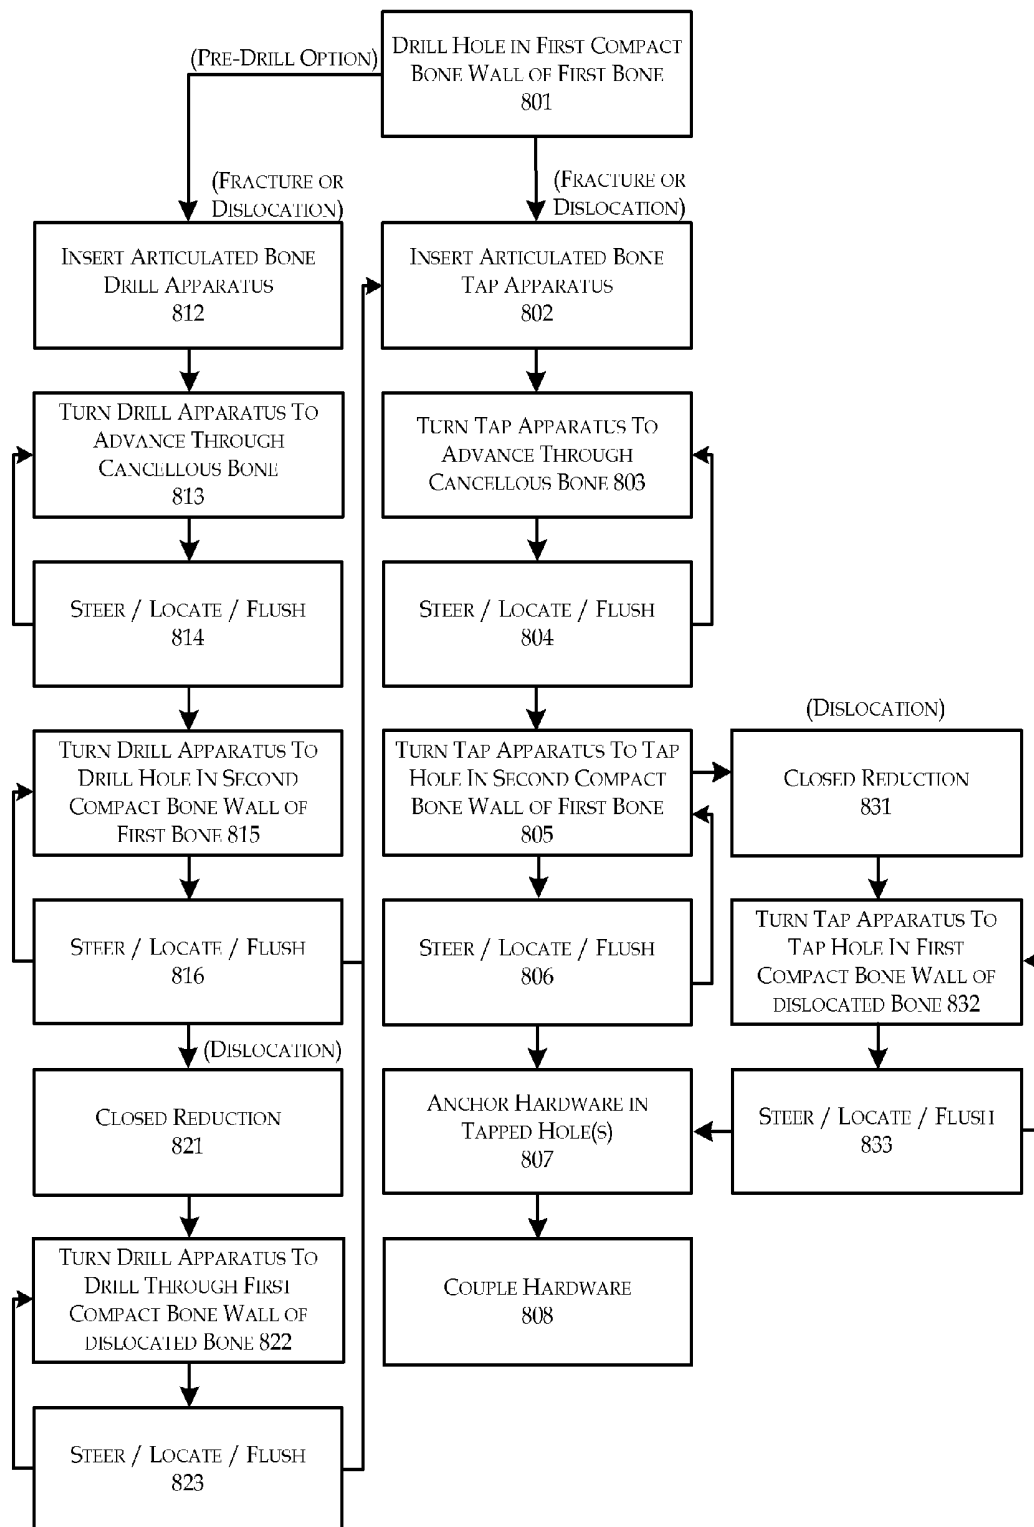 DRILL HOLE IN FIRST COMPACT
BONE WALL OF FIRST BONE
801
(PRE-DRILL OPTION)
(FRACTURE OR
DISLOCATION)
(FRACTURE OR
DISLOCATION)
INSERT ARTICULATED BONE
DRILL APPARATUS
812
INSERT ARTICULATED BONE
TAP APPARATUS
802
TURN DRILL APPARATUS TO
ADVANCE THROUGH
CANCELLOUS BONE
813
TURN TAP APPARATUS TO
ADVANCE THROUGH
CANCELLOUS BONE 803
STEER / LOCATE / FLUSH
814
STEER / LOCATE / FLUSH
804
TURN DRILL APPARATUS TO
DRILL HOLE IN SECOND
COMPACT BONE WALL OF
FIRST BONE 815
TURN TAP APPARATUS TO TAP
HOLE IN SECOND COMPACT
BONE WALL OF FIRST BONE
805
(DISLOCATION)
CLOSED REDUCTION
831
STEER / LOCATE / FLUSH
816
STEER / LOCATE / FLUSH
806
TURN TAP APPARATUS TO
TAP HOLE IN FIRST
COMPACT BONE WALL OF
DISLOCATED BONE 832
(DISLOCATION)
CLOSED REDUCTION
821
ANCHOR HARDWARE IN
TAPPED HOLE(S)
807
STEER / LOCATE / FLUSH
833
TURN DRILL APPARATUS TO
DRILL THROUGH FIRST
COMPACT BONE WALL OF
DISLOCATED BONE 822
COUPLE HARDWARE
808
STEER / LOCATE / FLUSH
823